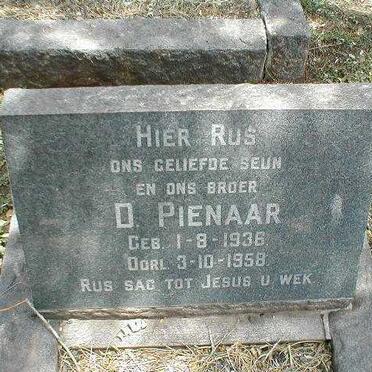 HIER RUS
ONS GELIEFDE SEUN
EN ONS BROER
D. PIENAAR
GEB. 1-8-1936
OORL. 3-10-1958
RUS SAG TOT JESUS U WEK